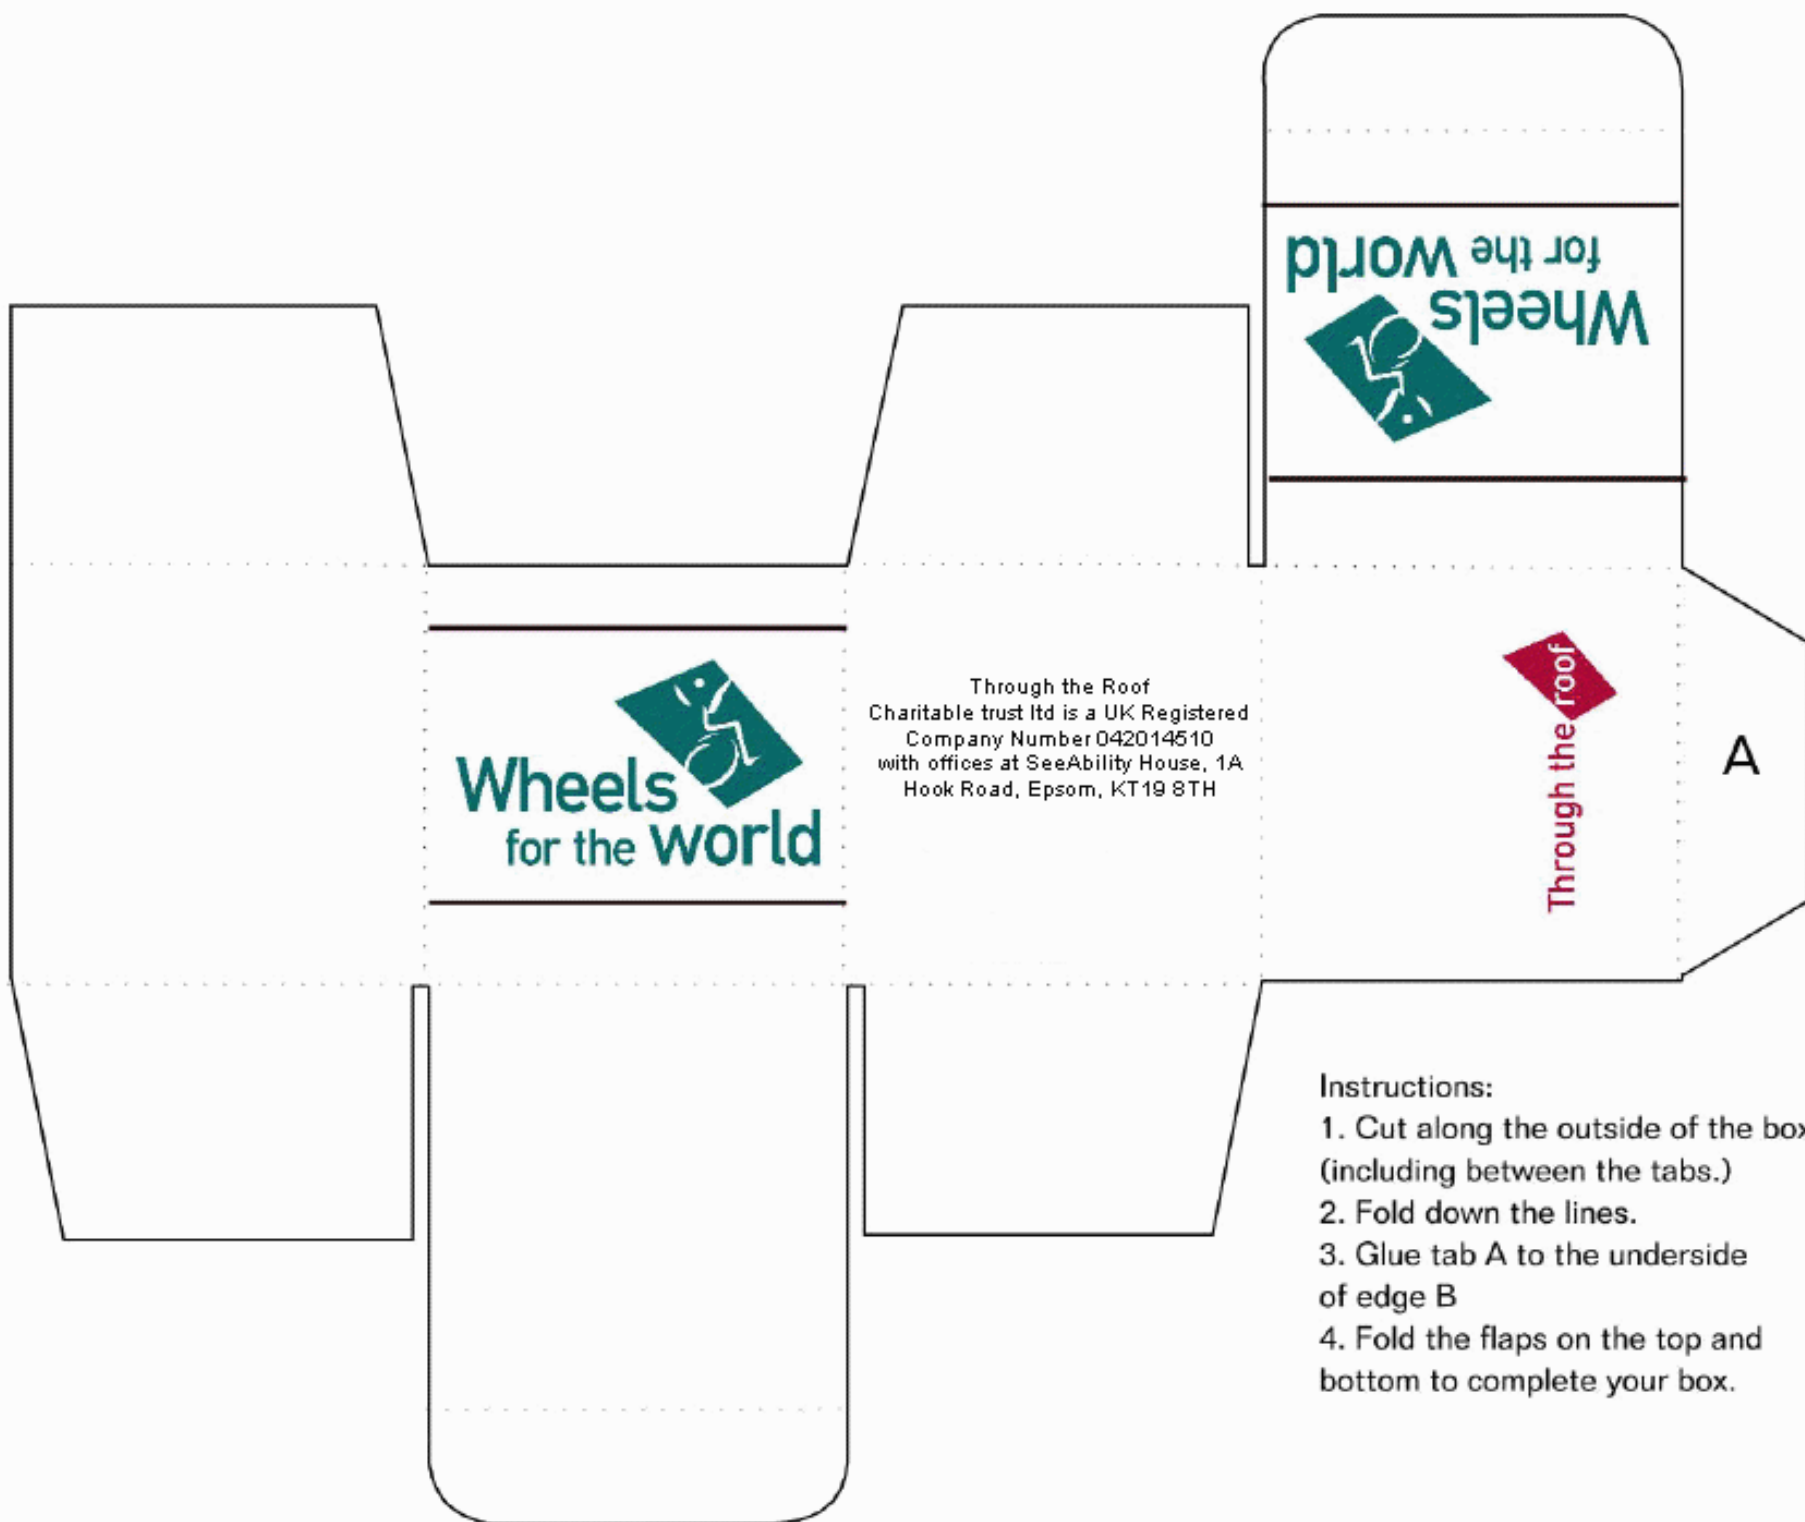 Wheels
for the world
Wheels
for the world
Through the Roof
Charitable trust ltd is a UK Registered
Company Number 042014510
with offices at SeeAbility House, 1A
Hook Road, Epsom, KT19 8TH
Through the roof
A
Instructions:
1. Cut along the outside of the box
(including between the tabs.)
2. Fold down the lines.
3. Glue tab A to the underside
of edge B
4. Fold the flaps on the top and
bottom to complete your box.